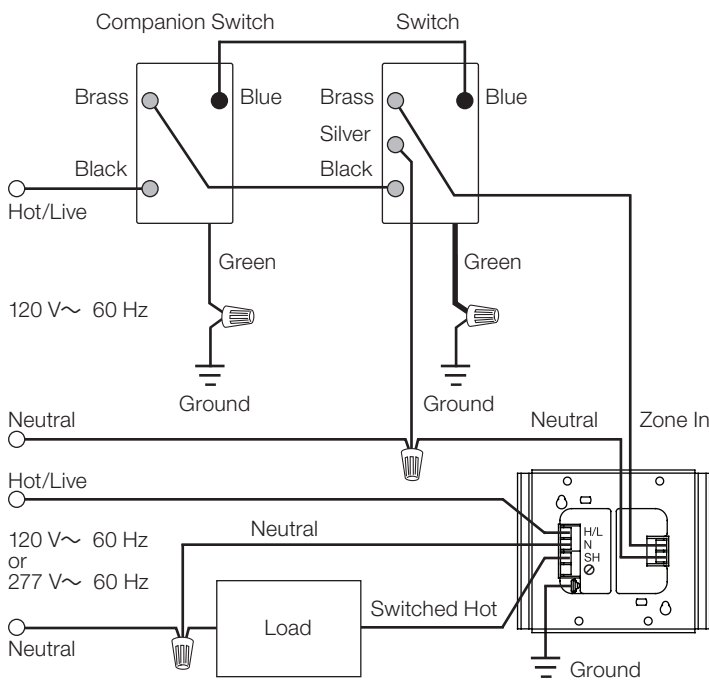 Companion Switch
Switch
Brass
Blue
Brass
Blue
Silver
Black
Black
Hot/Live
Green
Green
120 V～ 60 Hz
Ground
Ground
Neutral
Neutral
Zone In
Hot/Live
H/L
N
SH
Neutral
120 V～ 60 Hz
or
277 V～ 60 Hz
Switched Hot
Load
Neutral
Ground